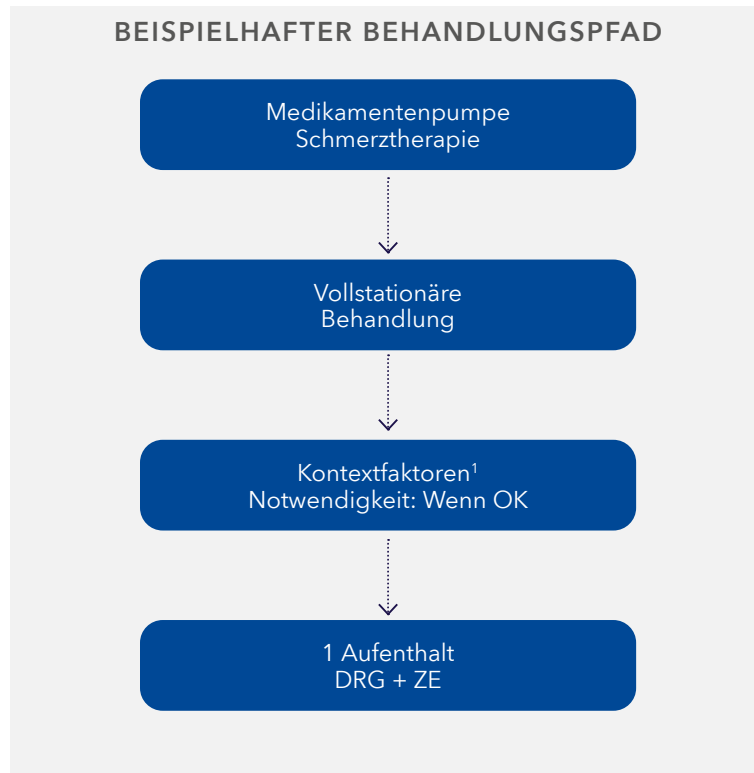 BEISPIELHAFTER BEHANDLUNGSPFAD
Medikamentenpumpe
Schmerztherapie
Vollstationäre
Behandlung
Kontextfaktoren¹
Notwendigkeit: Wenn OK
1 Aufenthalt
DRG + ZE